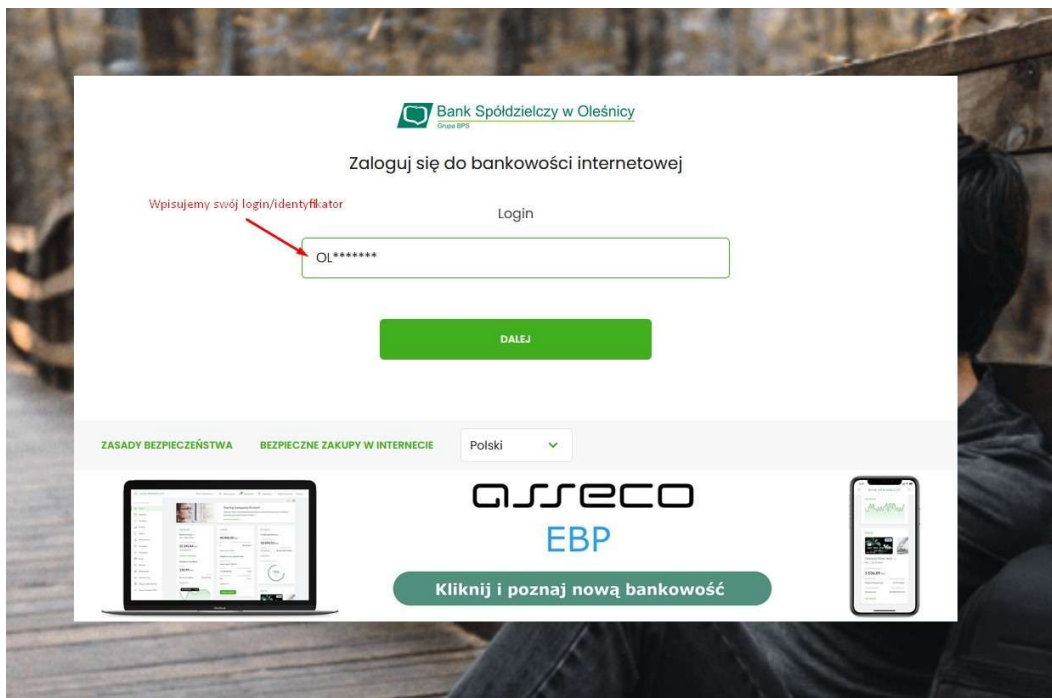 Bank Spółdzielczy w Oleśnicy
Grupa BPS
Zaloguj się do bankowości internetowej
Wpisujemy swój login/identyfikator
Login
OL*******
DALEJ
ZASADY BEZPIECZEŃSTWA BEZPIECZNE ZAKUPY W INTERNECIE Polski
asseco
EBP
Kliknij i poznaj nową bankowość